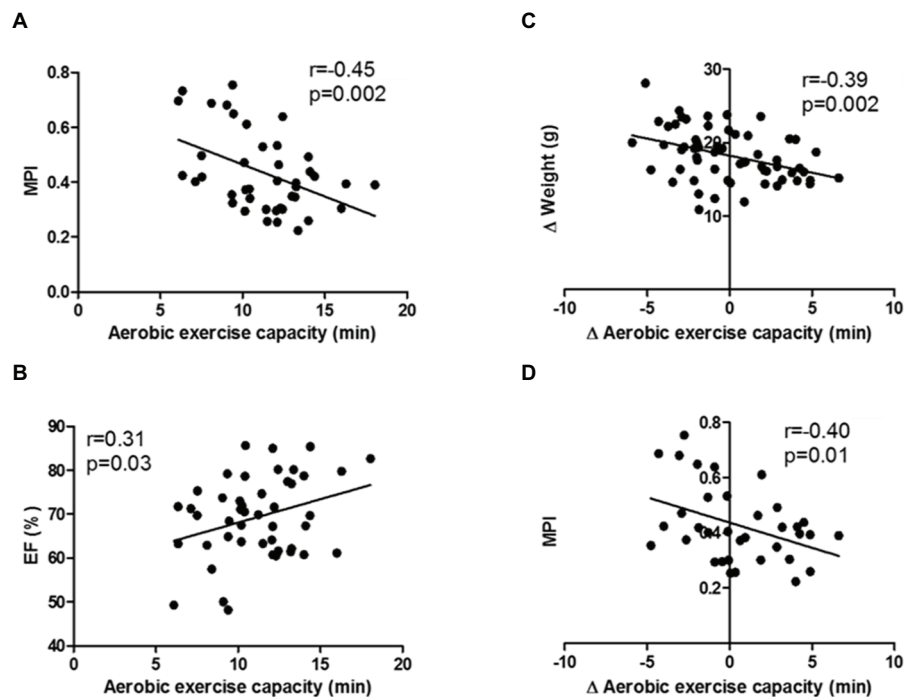 A
r=-0.45
p=0.002
0.8
0.6
0.4
0.2
0.0
MPI
0
5
10
15
20
Aerobic exercise capacity (min)
B
r=0.31
p=0.03
90
80
70
60
50
40
EF (%)
0
5
10
15
20
Aerobic exercise capacity (min)
C
r=-0.39
p=0.002
30
20
10
Δ Weight (g)
-10
-5
0
5
10
Δ Aerobic exercise capacity (min)
D
r=-0.40
p=0.01
0.8
0.6
0.4
0.2
MPI
-10
-5
0
5
10
Δ Aerobic exercise capacity (min)